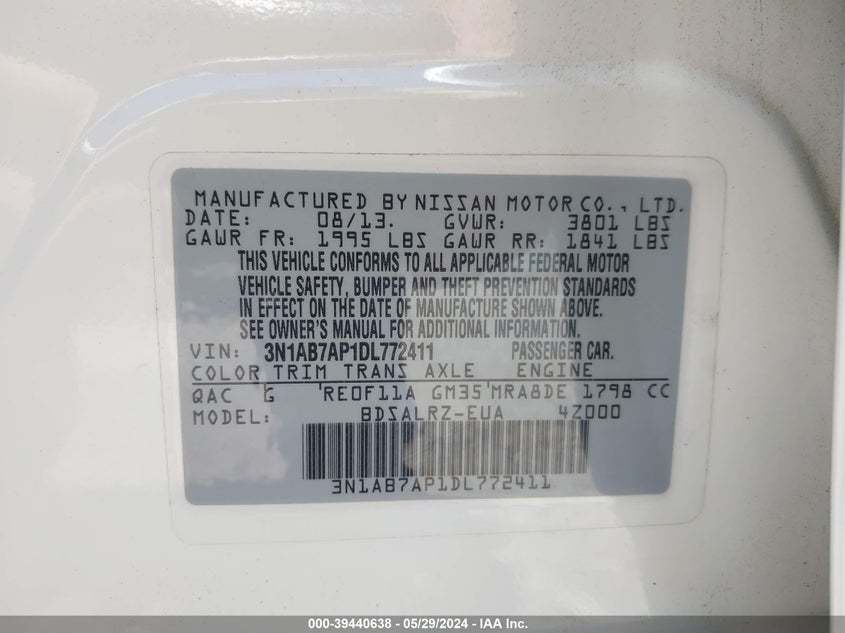 MANUFACTURED BY NISSAN MOTOR CO., LTD.
DATE: 08/13. GVWR: 3801 LBS
GAWR FR: 1995 LBS GAWR RR: 1841 LBS
THIS VEHICLE CONFORMS TO ALL APPLICABLE FEDERAL MOTOR
VEHICLE SAFETY, BUMPER AND THEFT PREVENTION STANDARDS
IN EFFECT ON THE DATE OF MANUFACTURE SHOWN ABOVE.
SEE OWNER'S MANUAL FOR ADDITIONAL INFORMATION
VIN: 3N1AB7AP1DL772411 PASSENGER CAR.
COLOR TRIM TRANS AXLE ENGINE
QAC G RE0F11A GM35 MRA8DE 1798 CC
MODEL: BDSALRZ-EUA 4Z000
3N1AB7AP1DL772411
000-39440638 - 05/29/2024 - IAA Inc.